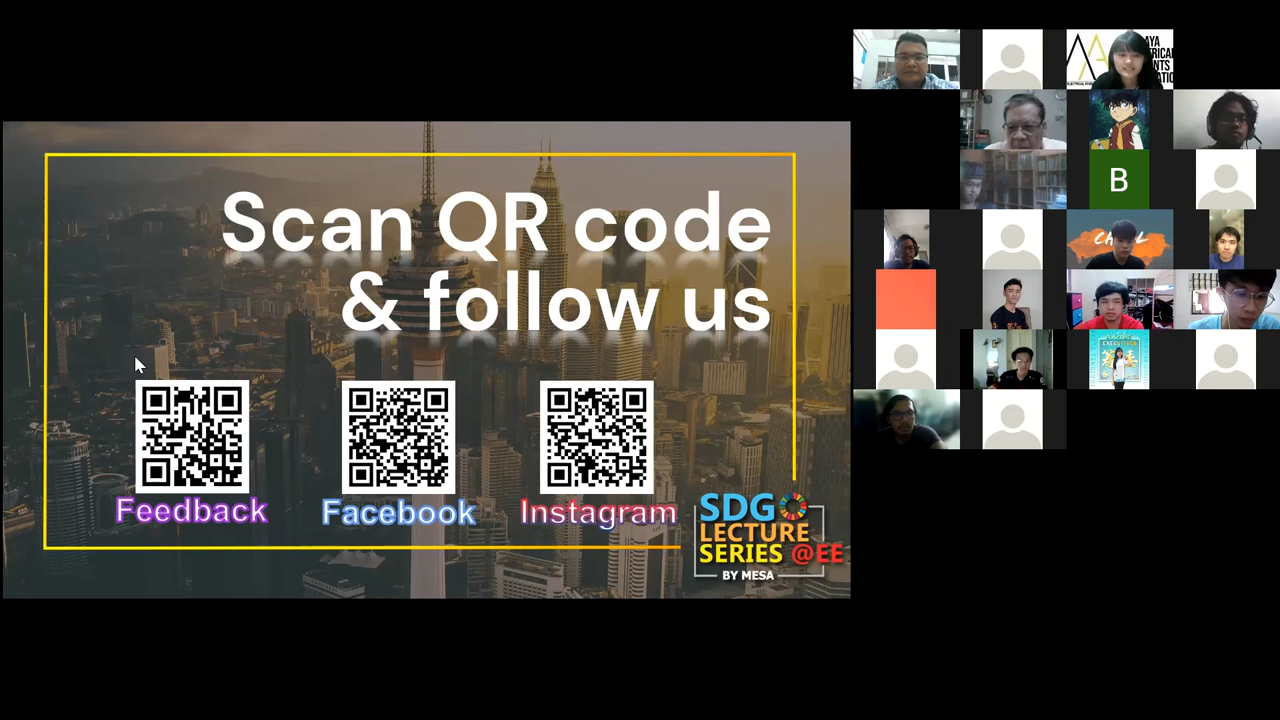 Scan QR code
& follow us
Feedback
Facebook
Instagram
SDG
LECTURE
SERIES @EE
BY MESA
B